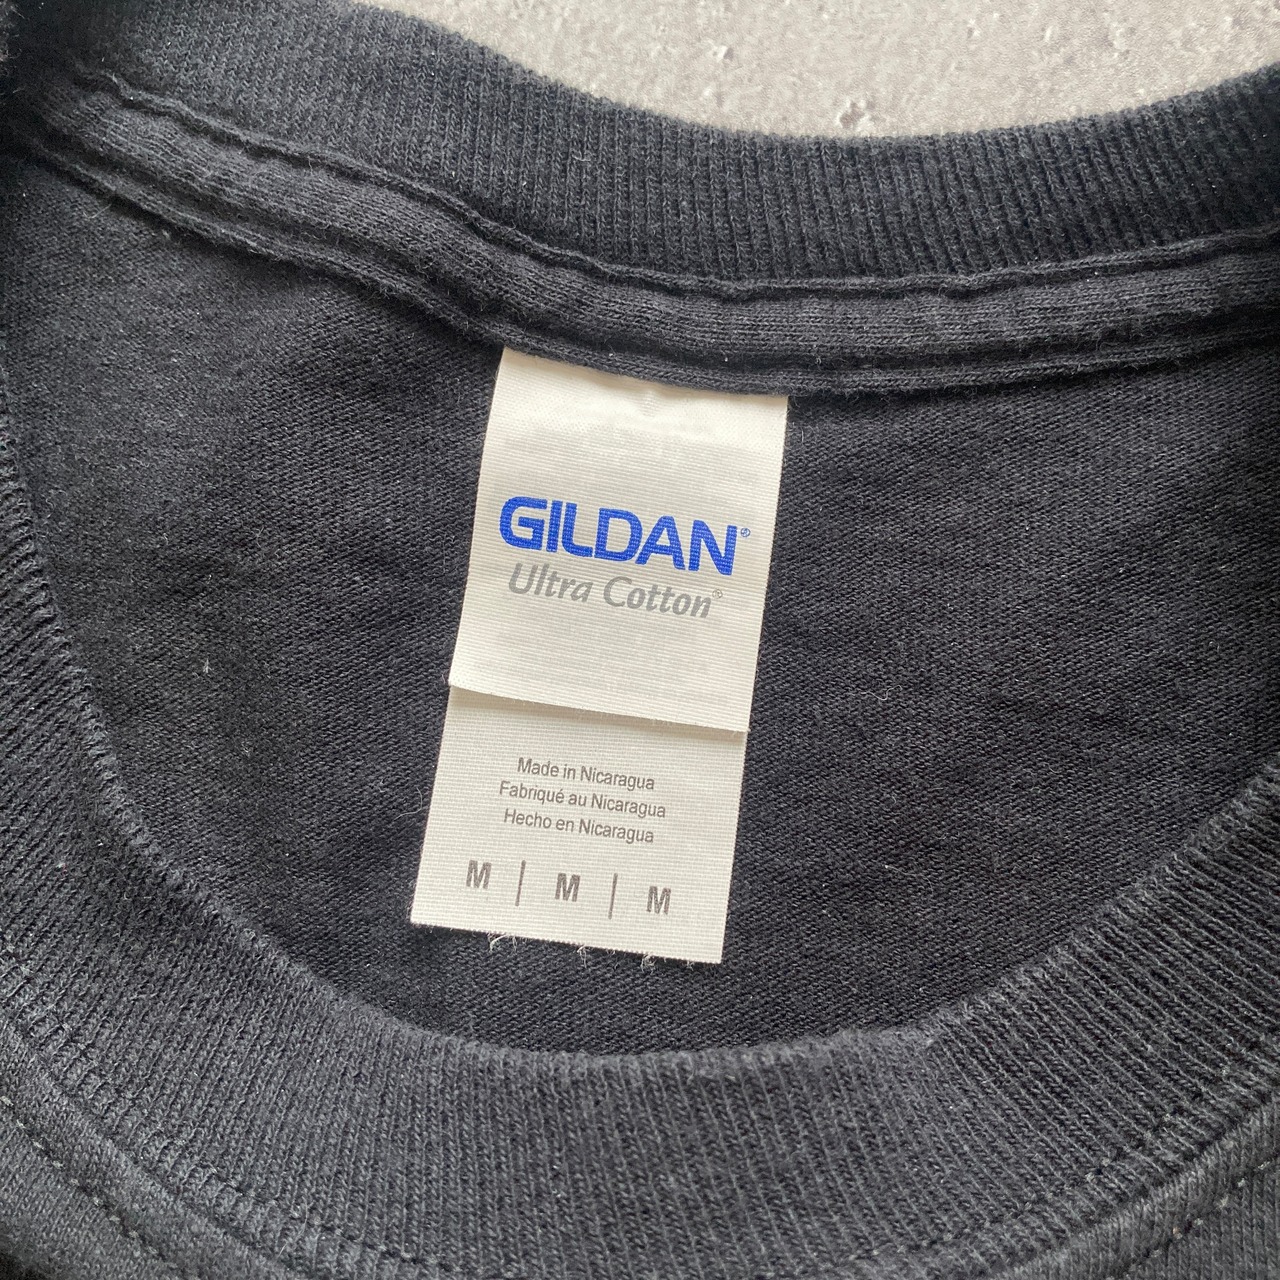 GILDAN®
Ultra Cotton®
Made in Nicaragua
Fabriqué au Nicaragua
Hecho en Nicaragua
M | M | M